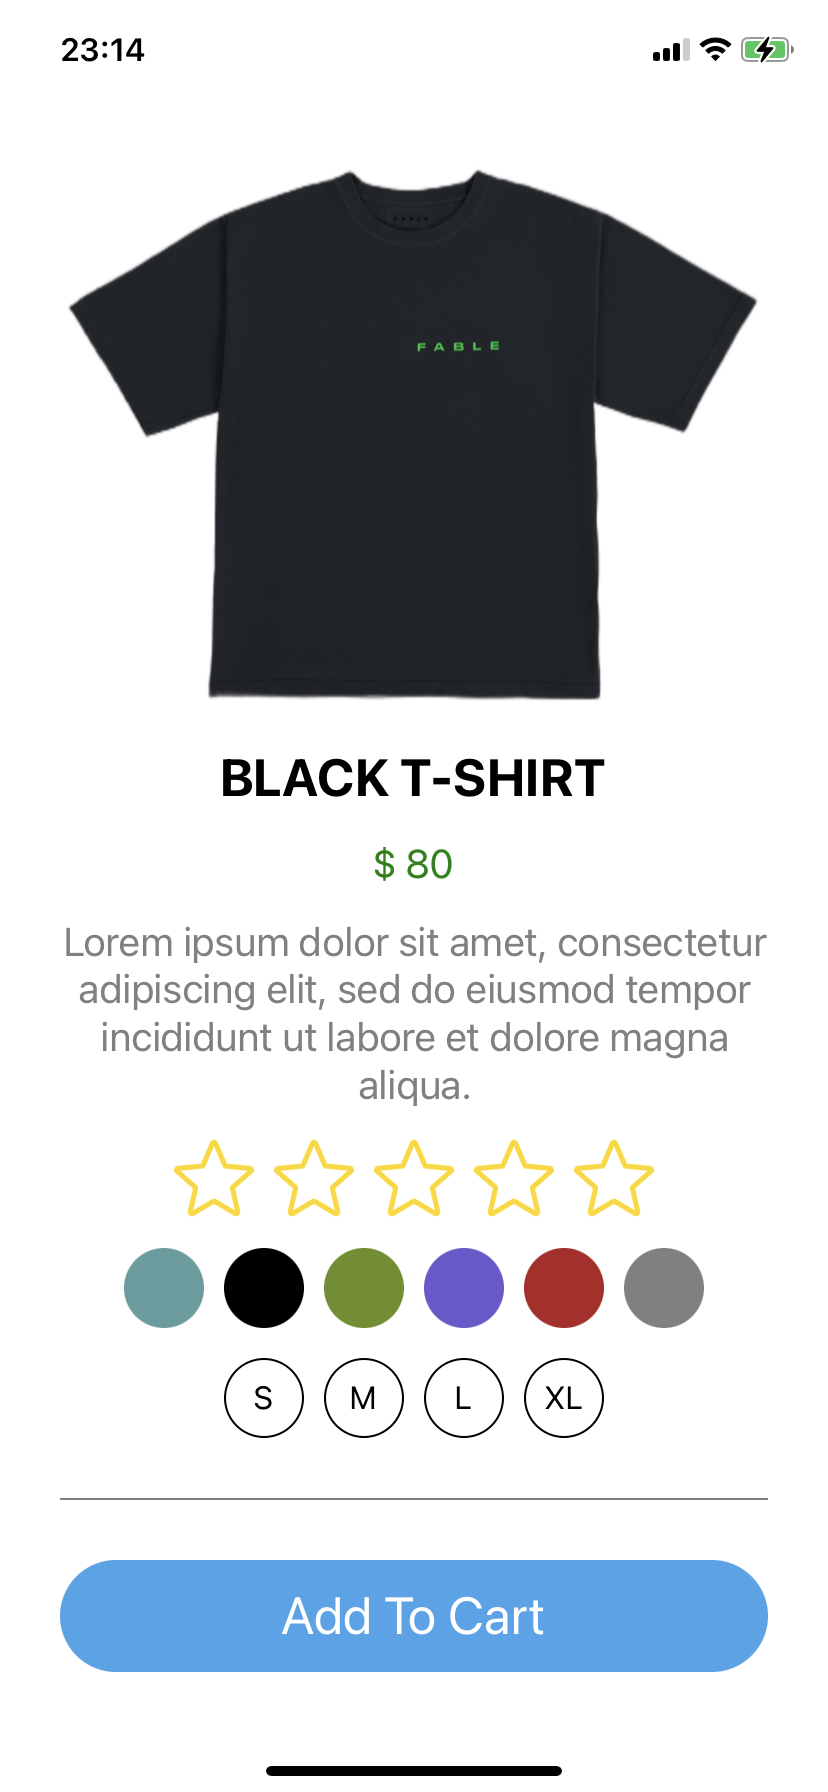 23:14
FABLE
BLACK T-SHIRT
$ 80
Lorem ipsum dolor sit amet, consectetur
adipiscing elit, sed do eiusmod tempor
incididunt ut labore et dolore magna
aliqua.
S M L XL
Add To Cart